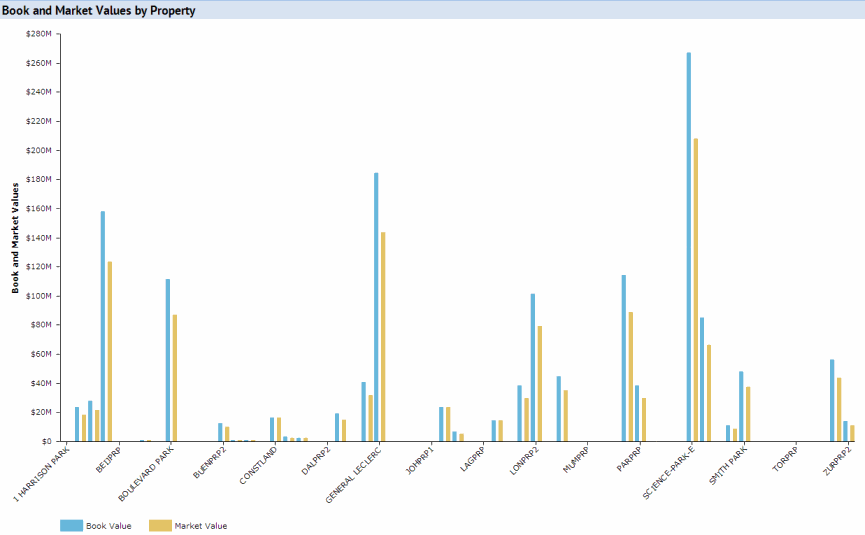 Book and Market Values by Property
Book and Market Values
$280M
$260M
$240M
$220M
$200M
$180M
$160M
$140M
$120M
$100M
$80M
$60M
$40M
$20M
$0
1 HARRISON PARK
BEIJPRP
BOULEVARD PARK
BUENPRP2
CONSTLAND
DALPRP2
GENERAL LECLERC
JOHPRP1
LAGPRP
LONPRP2
MUMPRP
PARPRP
SCIENCE-PARK-E
SMITH PARK
TORPRP
ZURPRP2
Book Value
Market Value